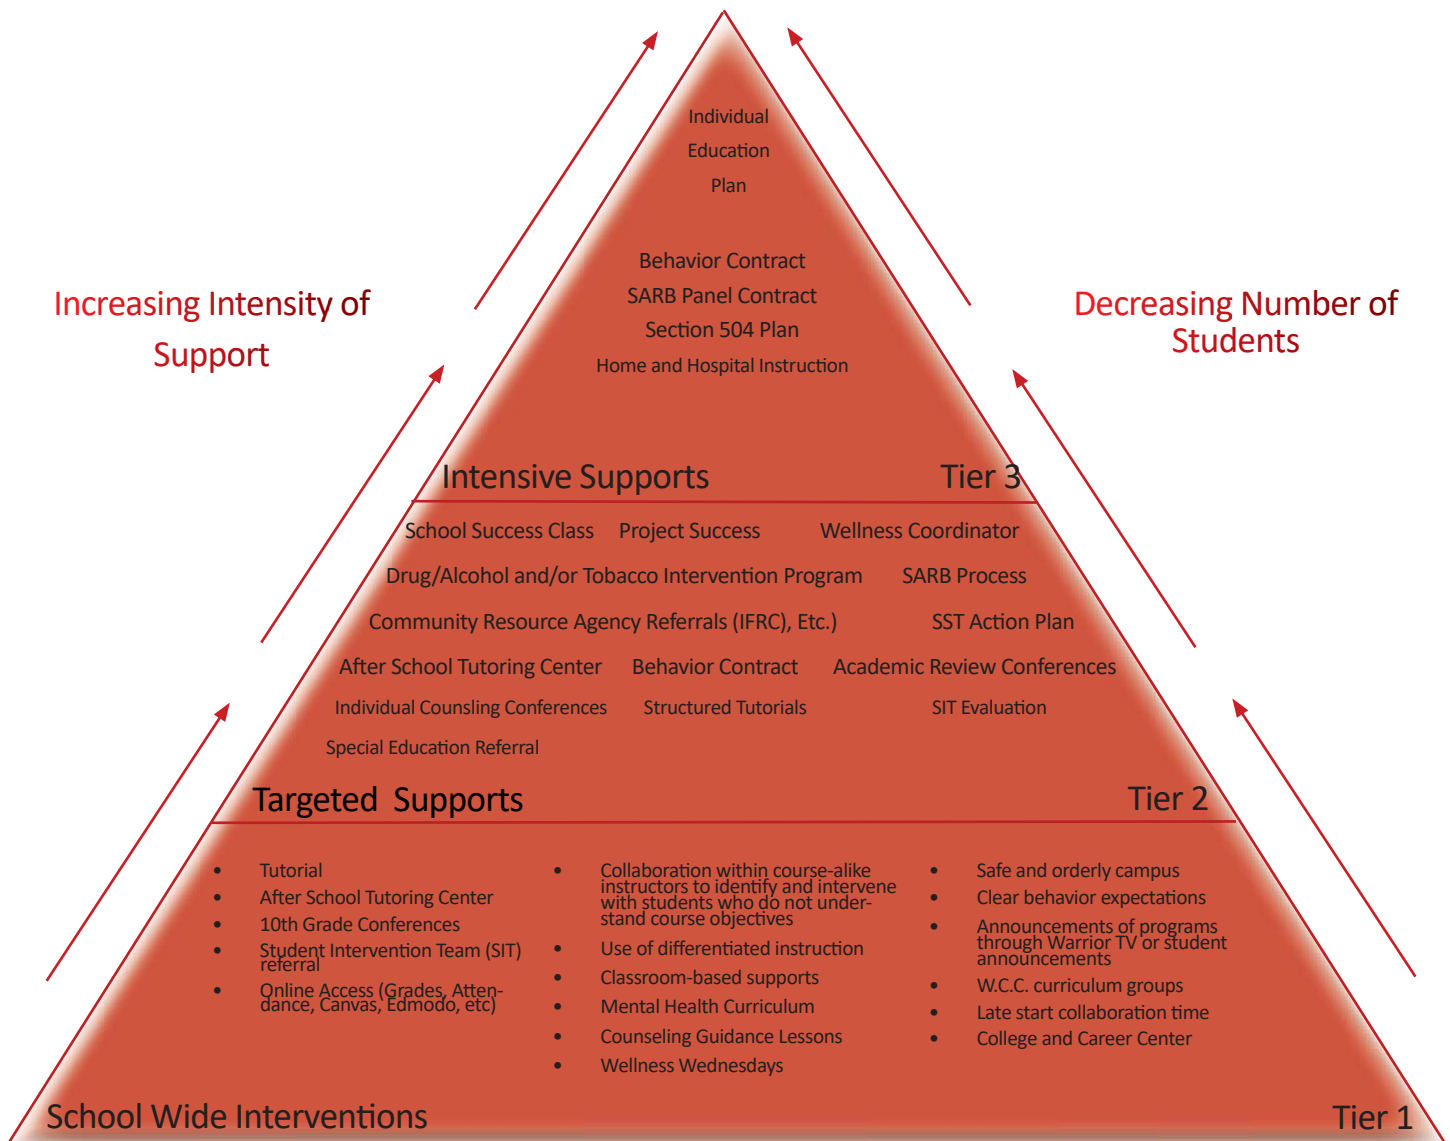 Individual
Education
Plan
Behavior Contract
SARB Panel Contract
Section 504 Plan
Home and Hospital Instruction
Increasing Intensity of
Support
Decreasing Number of
Students
Intensive Supports Tier 3
School Success Class Project Success Wellness Coordinator
Drug/Alcohol and/or Tobacco Intervention Program SARB Process
Community Resource Agency Referrals (IFRC), Etc.) SST Action Plan
After School Tutoring Center Behavior Contract Academic Review Conferences
Individual Counsling Conferences Structured Tutorials SIT Evaluation
Special Education Referral
Targeted Supports Tier 2
• Tutorial
• After School Tutoring Center
• 10th Grade Conferences
• Student Intervention Team (SIT)
referral
• Online Access (Grades, Atten-
dance, Canvas, Edmodo, etc)
• Collaboration within course-alike
instructors to identify and intervene
with students who do not under-
stand course objectives
• Use of differentiated instruction
• Classroom-based supports
• Mental Health Curriculum
• Counseling Guidance Lessons
• Wellness Wednesdays
• Safe and orderly campus
• Clear behavior expectations
• Announcements of programs
through Warrior TV or student
announcements
• W.C.C. curriculum groups
• Late start collaboration time
• College and Career Center
School Wide Interventions Tier 1